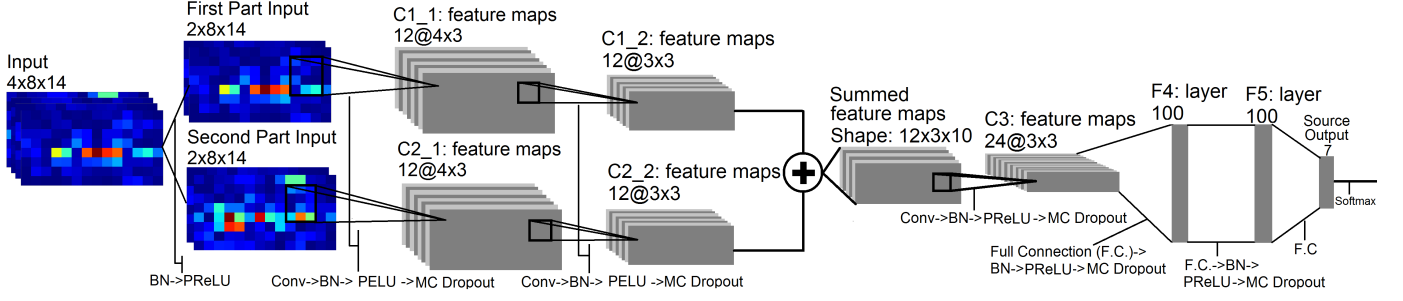 Input
4x8x14
First Part Input
2x8x14
Second Part Input
2x8x14
BN->PReLU
C1_1: feature maps
12@4x3
C2_1: feature maps
12@4x3
Conv->BN-> PELU ->MC Dropout
C1_2: feature maps
12@3x3
C2_2: feature maps
12@3x3
Conv->BN-> PELU ->MC Dropout
Summed
feature maps
Shape: 12x3x10
Conv->BN->PReLU->MC Dropout
C3: feature maps
24@3x3
Full Connection (F.C.)->
BN->PReLU->MC Dropout
F4: layer
100
F.C.->BN->
PReLU->MC Dropout
F5: layer
100
F.C
Source
Output
7
Softmax